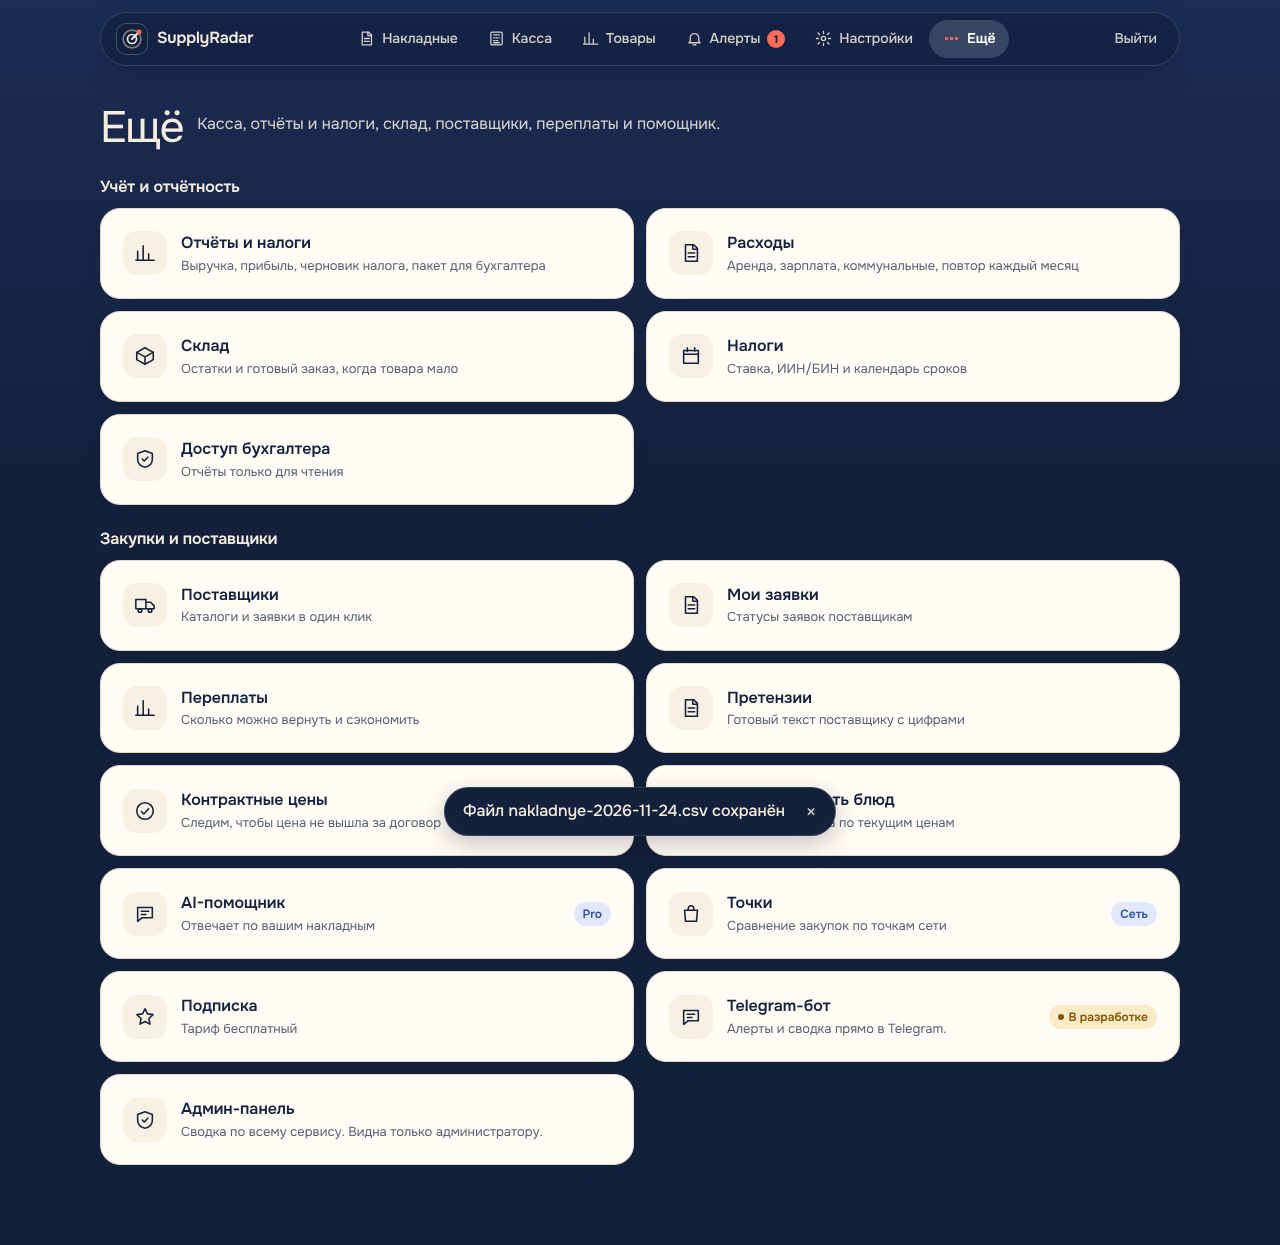 SupplyRadar
Накладные
Касса
Товары
Алерты 1
Настройки
Ещё
Выйти
Ещё
Касса, отчёты и налоги, склад, поставщики, переплаты и помощник.
Учёт и отчётность
Отчёты и налоги
Выручка, прибыль, черновик налога, пакет для бухгалтера
Расходы
Аренда, зарплата, коммунальные, повтор каждый месяц
Склад
Остатки и готовый заказ, когда товара мало
Налоги
Ставка, ИИН/БИН и календарь сроков
Доступ бухгалтера
Отчёты только для чтения
Закупки и поставщики
Поставщики
Каталоги и заявки в один клик
Мои заявки
Статусы заявок поставщикам
Переплаты
Сколько можно вернуть и сэкономить
Претензии
Готовый текст поставщику с цифрами
Контрактные цены
Следим, чтобы цена не вышла за договор
блюд
по текущим ценам
Файл nakladnye-2026-11-24.csv сохранён ×
AI-помощник
Отвечает по вашим накладным
Pro
Точки
Сравнение закупок по точкам сети
Сеть
Подписка
Тариф бесплатный
Telegram-бот
Алерты и сводка прямо в Telegram.
В разработке
Админ-панель
Сводка по всему сервису. Видна только администратору.